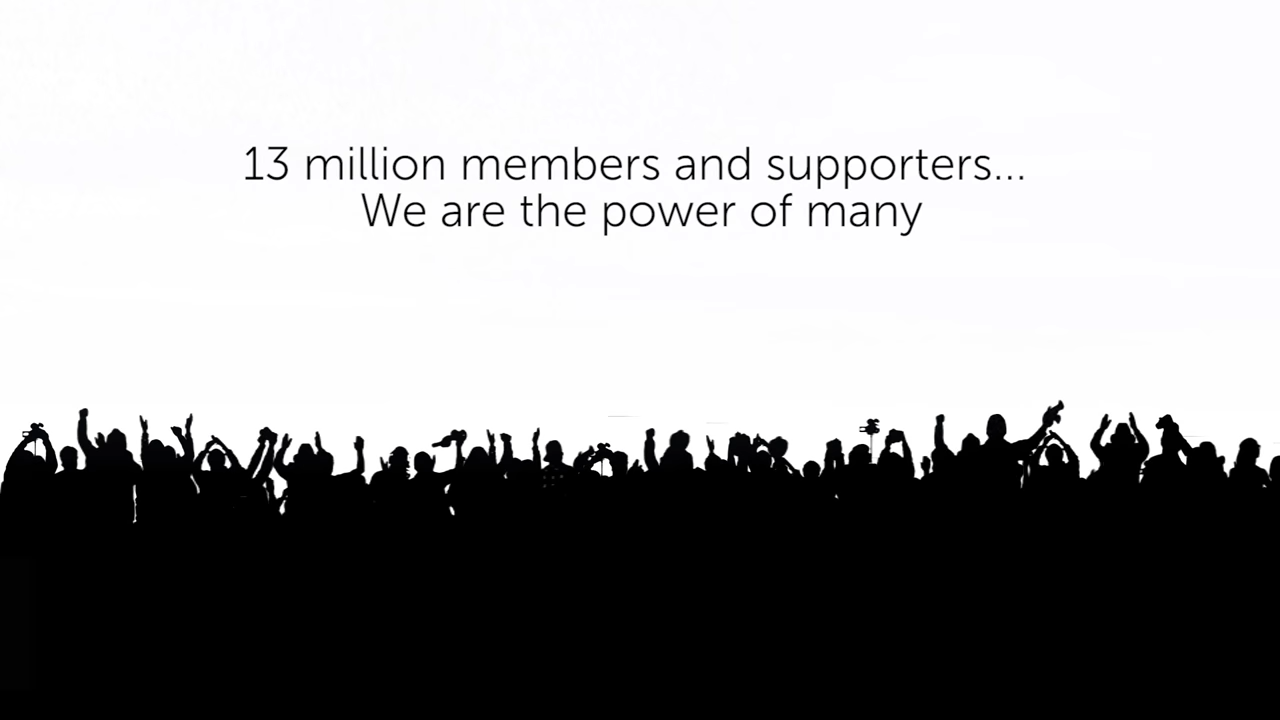 13 million members and supporters...
We are the power of many